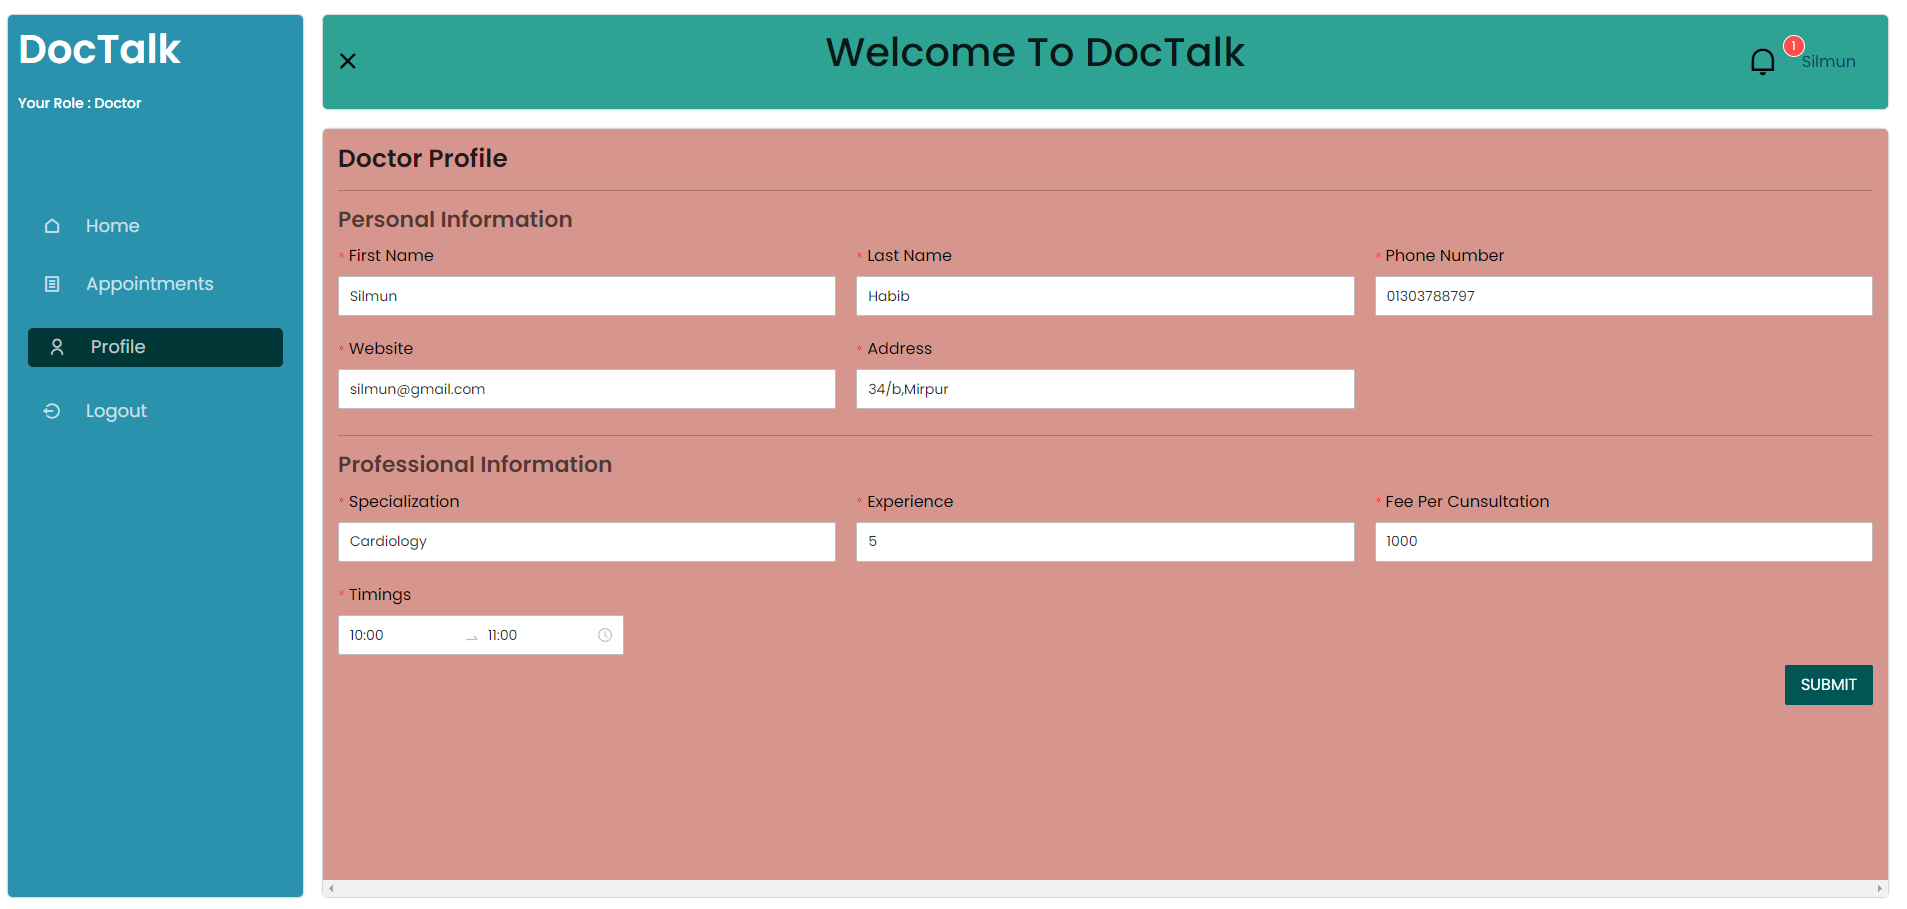 DocTalk
Your Role : Doctor
Home
Appointments
Profile
Logout
Welcome To DocTalk
1
Silmun
Doctor Profile
Personal Information
* First Name
* Last Name
* Phone Number
Silmun
Habib
01303788797
* Website
* Address
silmun@gmail.com
34/b,Mirpur
Professional Information
* Specialization
* Experience
* Fee Per Cunsultation
Cardiology
5
1000
* Timings
10:00
11:00
SUBMIT